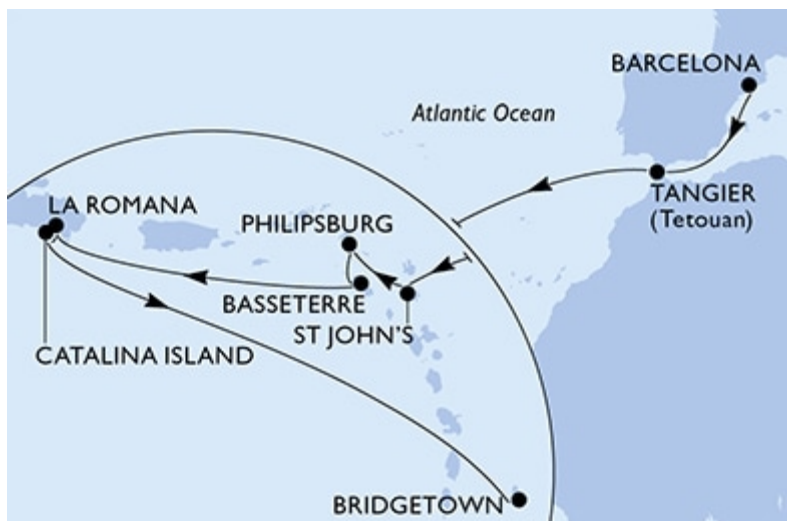 BARCELONA
Atlantic Ocean
TANGIER
(Tetouan)
LA ROMANA
PHILIPSBURG
BASSETERRE
ST JOHN'S
CATALINA ISLAND
BRIDGETOWN